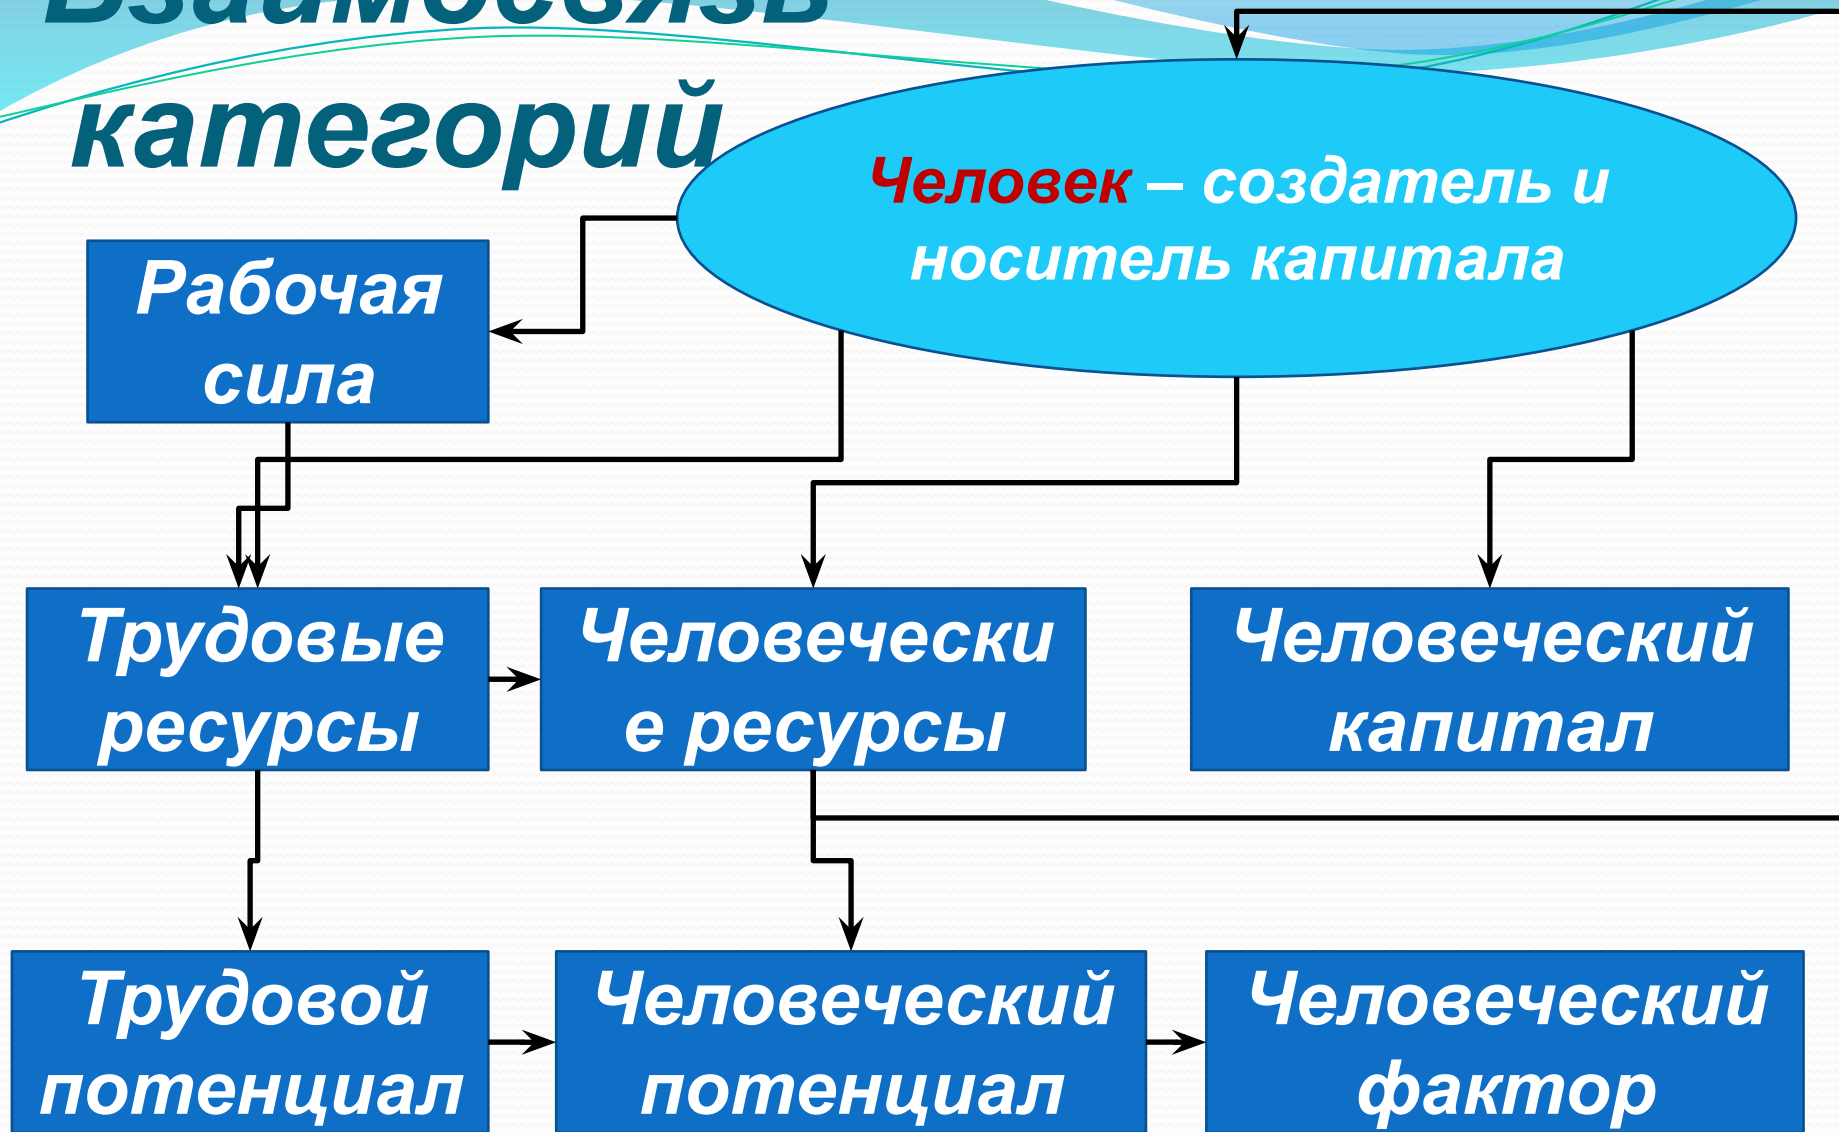 Взаимосвязь
категорий
Человек – создатель и
носитель капитала
Рабочая
сила
Трудовые
ресурсы
Человечески
е ресурсы
Человеческий
капитал
Трудовой
потенциал
Человеческий
потенциал
Человеческий
фактор